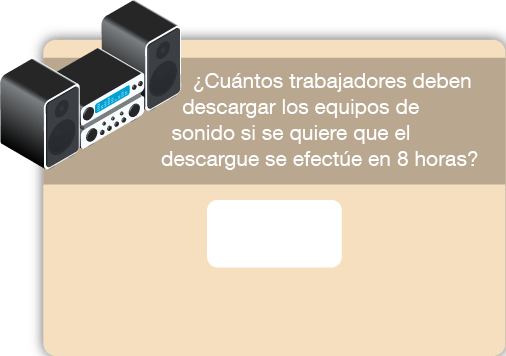 ¿Cuántos trabajadores deben
descargar los equipos de
sonido si se quiere que el
descargue se efectúe en 8 horas?